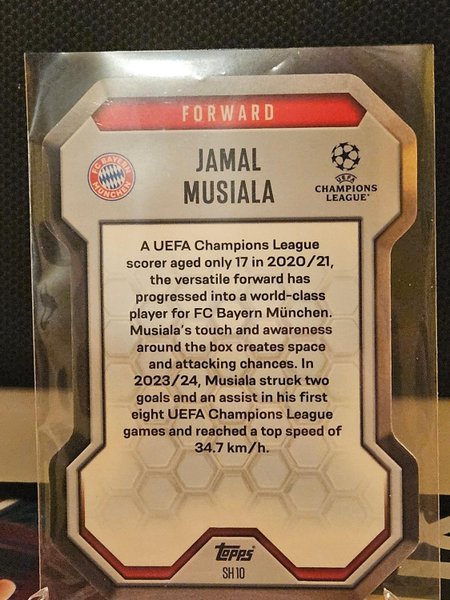 FORWARD
JAMAL
MUSIALA
FC BAYERN
MÜNCHEN
UEFA
CHAMPIONS
LEAGUE
A UEFA Champions League
scorer aged only 17 in 2020/21,
the versatile forward has
progressed into a world-class
player for FC Bayern München.
Musiala's touch and awareness
around the box creates space
and attacking chances. In
2023/24, Musiala struck two
goals and an assist in his first
eight UEFA Champions League
games and reached a top speed of
34.7 km/h.
Topps
SH 10